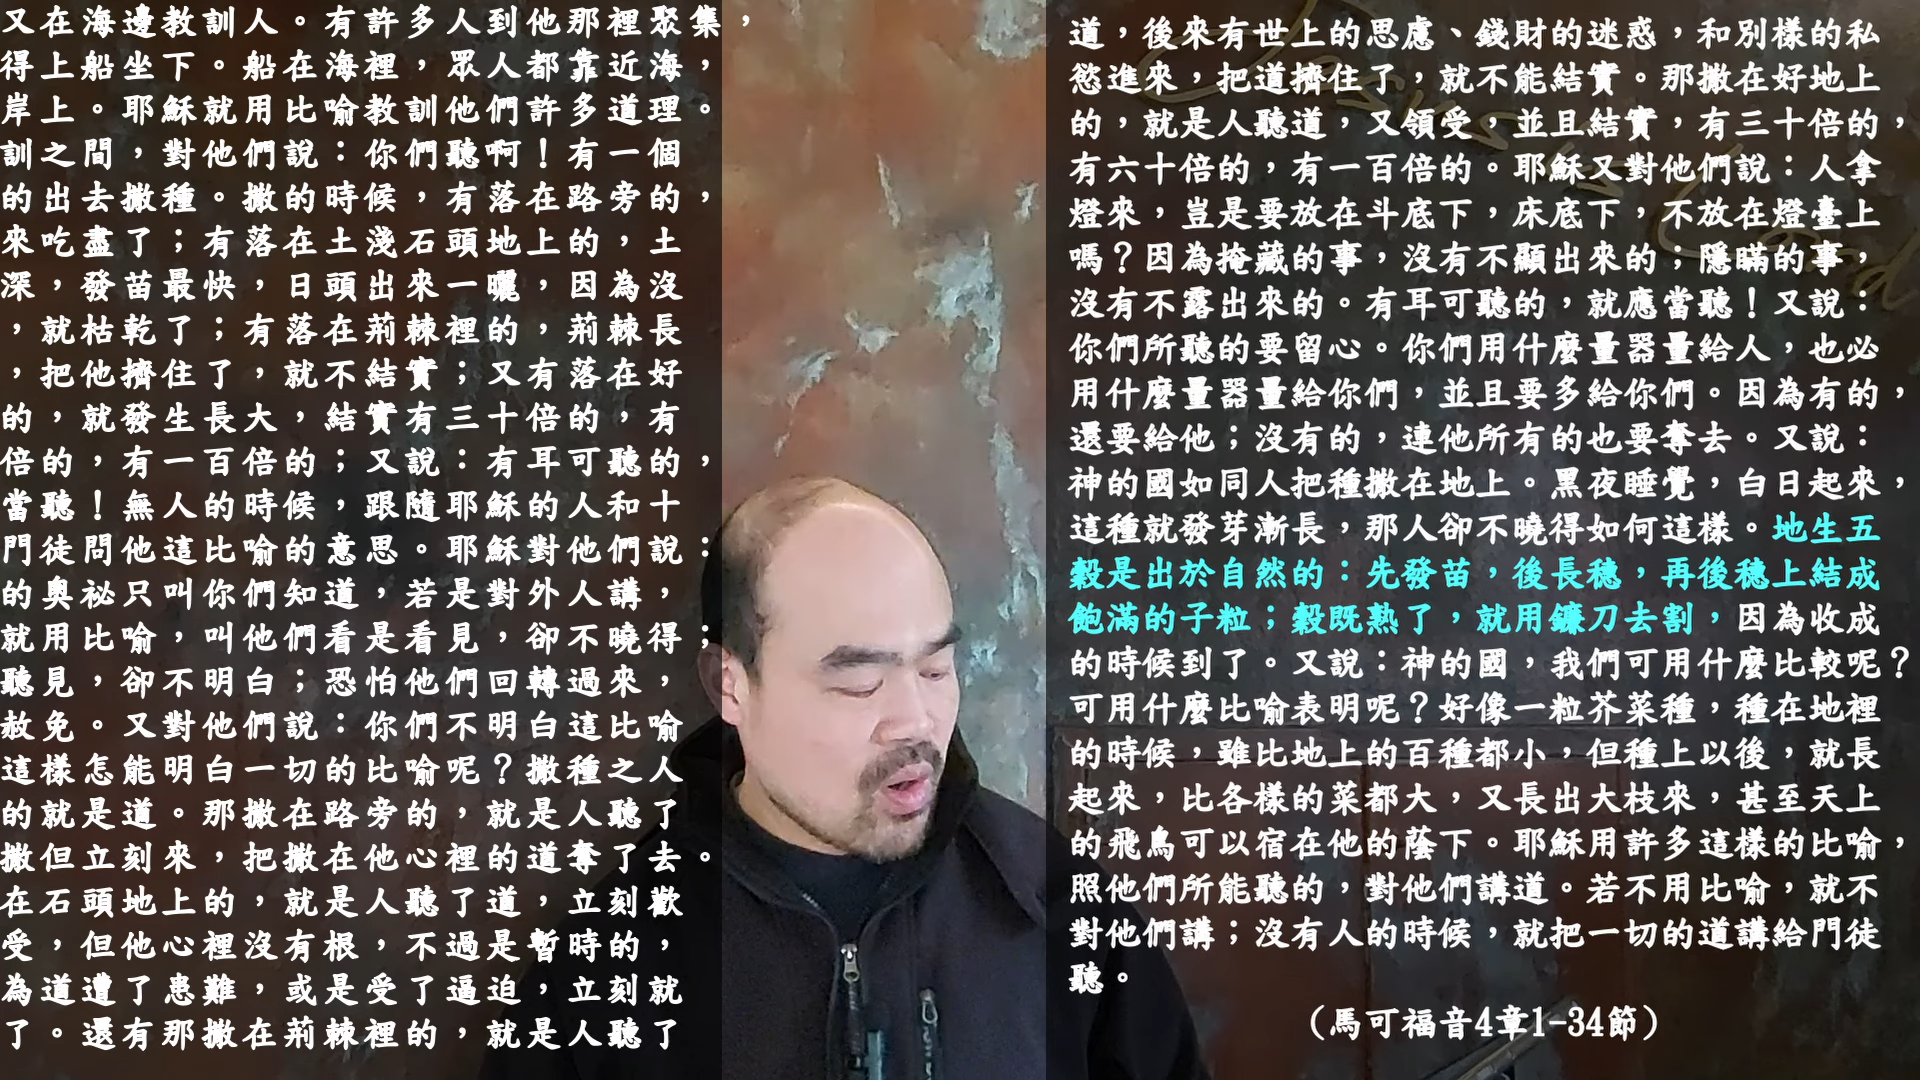 又在海邊教訓人。有許多人到他那裡聚集，
得上船坐下。船在海裡，眾人都靠近海，
岸上。耶穌就用比喻教訓他們許多道理。
訓之間，對他們說：你們聽啊！有一個
的出去撒種。撒的時候，有落在路旁的，
來吃盡了；有落在土淺石頭地上的，土
深，發苗最快，日頭出來一曬，因為沒
，就枯乾了；有落在荊棘裡的，荊棘長
，把他擠住了，就不結實；又有落在好
的，就發生長大，結實有三十倍的，有
倍的，有一百倍的；又說：有耳可聽的，
當聽！無人的時候，跟隨耶穌的人和十
門徒問他這比喻的意思。耶穌對他們說：
的奧祕只叫你們知道，若是對外人講，
就用比喻，叫他們看是看見，卻不曉得；
聽見，卻不明白；恐怕他們回轉過來，
赦免。又對他們說：你們不明白這比喻
這樣怎能明白一切的比喻呢？撒種之人
的就是道。那撒在路旁的，就是人聽了
撒但立刻來，把撒在他心裡的道奪了去。
在石頭地上的，就是人聽了道，立刻歡
受，但他心裡沒有根，不過是暫時的，
為道遭了患難，或是受了逼迫，立刻就
了。還有那撒在荊棘裡的，就是人聽了
道，後來有世上的思慮、錢財的迷惑，和別樣的私
慾進來，把道擠住了，就不能結實。那撒在好地上
的，就是人聽道，又領受，並且結實，有三十倍的，
有六十倍的，有一百倍的。耶穌又對他們說：人拿
燈來，豈是要放在斗底下，床底下，不放在燈臺上
嗎？因為掩藏的事，沒有不顯出來的；隱瞞的事，
沒有不露出來的。有耳可聽的，就應當聽！又說：
你們所聽的要留心。你們用什麼量器量給人，也必
用什麼量器量給你們，並且要多給你們。因為有的，
還要給他；沒有的，連他所有的也要奪去。又說：
神的國如同人把種撒在地上。黑夜睡覺，白日起來，
這種就發芽漸長，那人卻不曉得如何這樣。地生五
穀是出於自然的：先發苗，後長穗，再後穗上結成
飽滿的子粒；穀既熟了，就用鐮刀去割，因為收成
的時候到了。又說：神的國，我們可用什麼比較呢？
可用什麼比喻表明呢？好像一粒芥菜種，種在地裡
的時候，雖比地上的百種都小，但種上以後，就長
起來，比各樣的菜都大，又長出大枝來，甚至天上
的飛鳥可以宿在他的蔭下。耶穌用許多這樣的比喻，
照他們所能聽的，對他們講道。若不用比喻，就不
對他們講；沒有人的時候，就把一切的道講給門徒
聽。
（馬可福音4章1-34節）